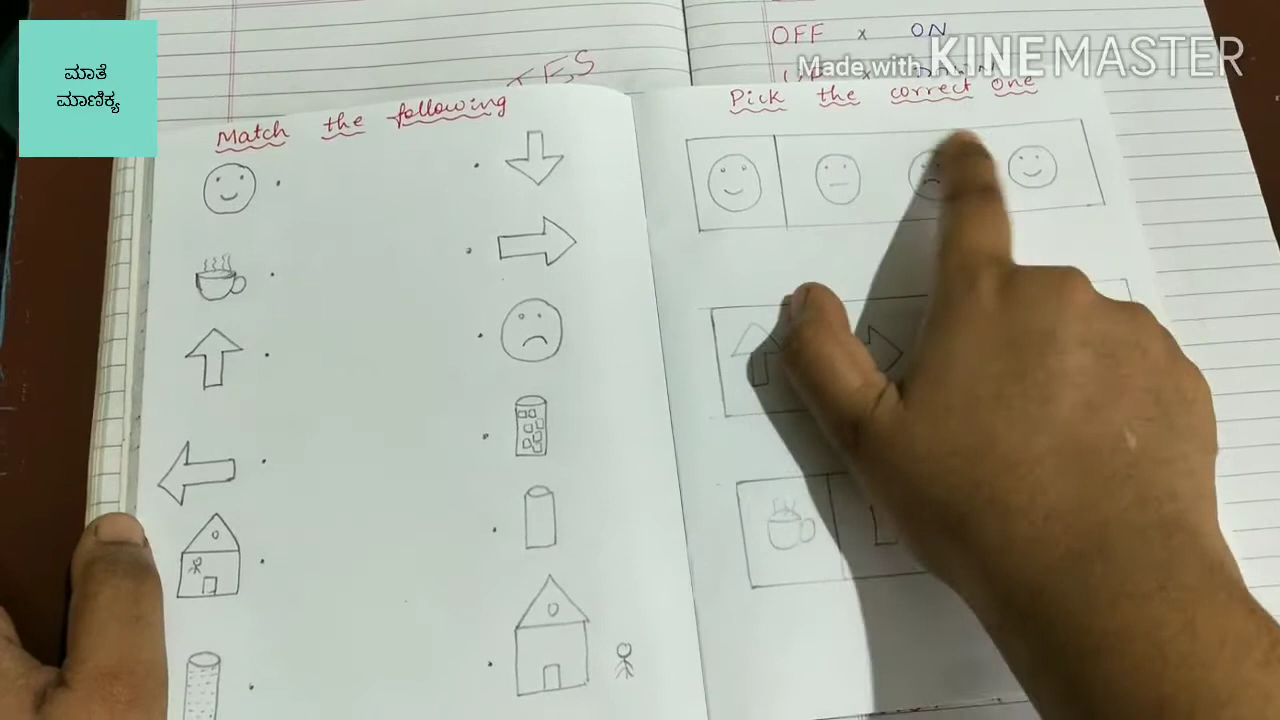 ಮಾತೆ
ಮಾಣಿಕ್ಯ
OFF x ON
Made with KINEMASTER
Match the following
Pick the correct one